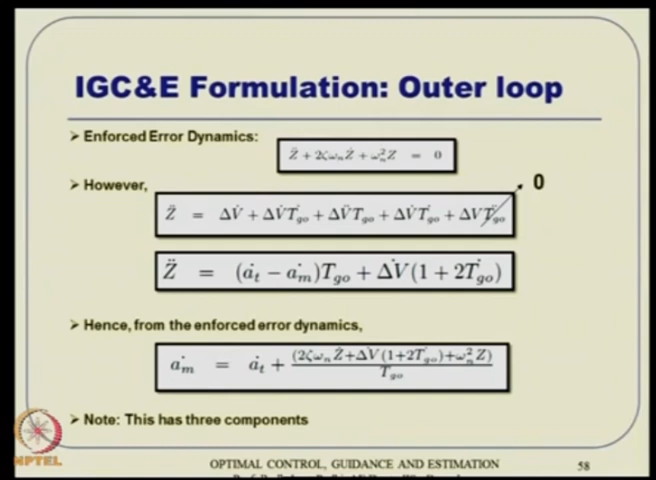 IGC&E Formulation: Outer loop
➢ Enforced Error Dynamics:
Z̈ + 2ζωₙŻ + ωₙ²Z = 0
➢ However,
0
Z̈ = ΔV̇ + ΔV̇Ṫgo + ΔV̈Tgo + ΔV̇Ṫgo + ΔVT̈go
Z̈ = (ȧt − ȧm)Tgo + ΔV̇(1 + 2Ṫgo)
➢ Hence, from the enforced error dynamics,
ȧm = ȧt + (2ζωₙŻ+ΔV̇(1+2Ṫgo)+ωₙ²Z) / Tgo
➢ Note: This has three components
NPTEL
OPTIMAL CONTROL, GUIDANCE AND ESTIMATION 58